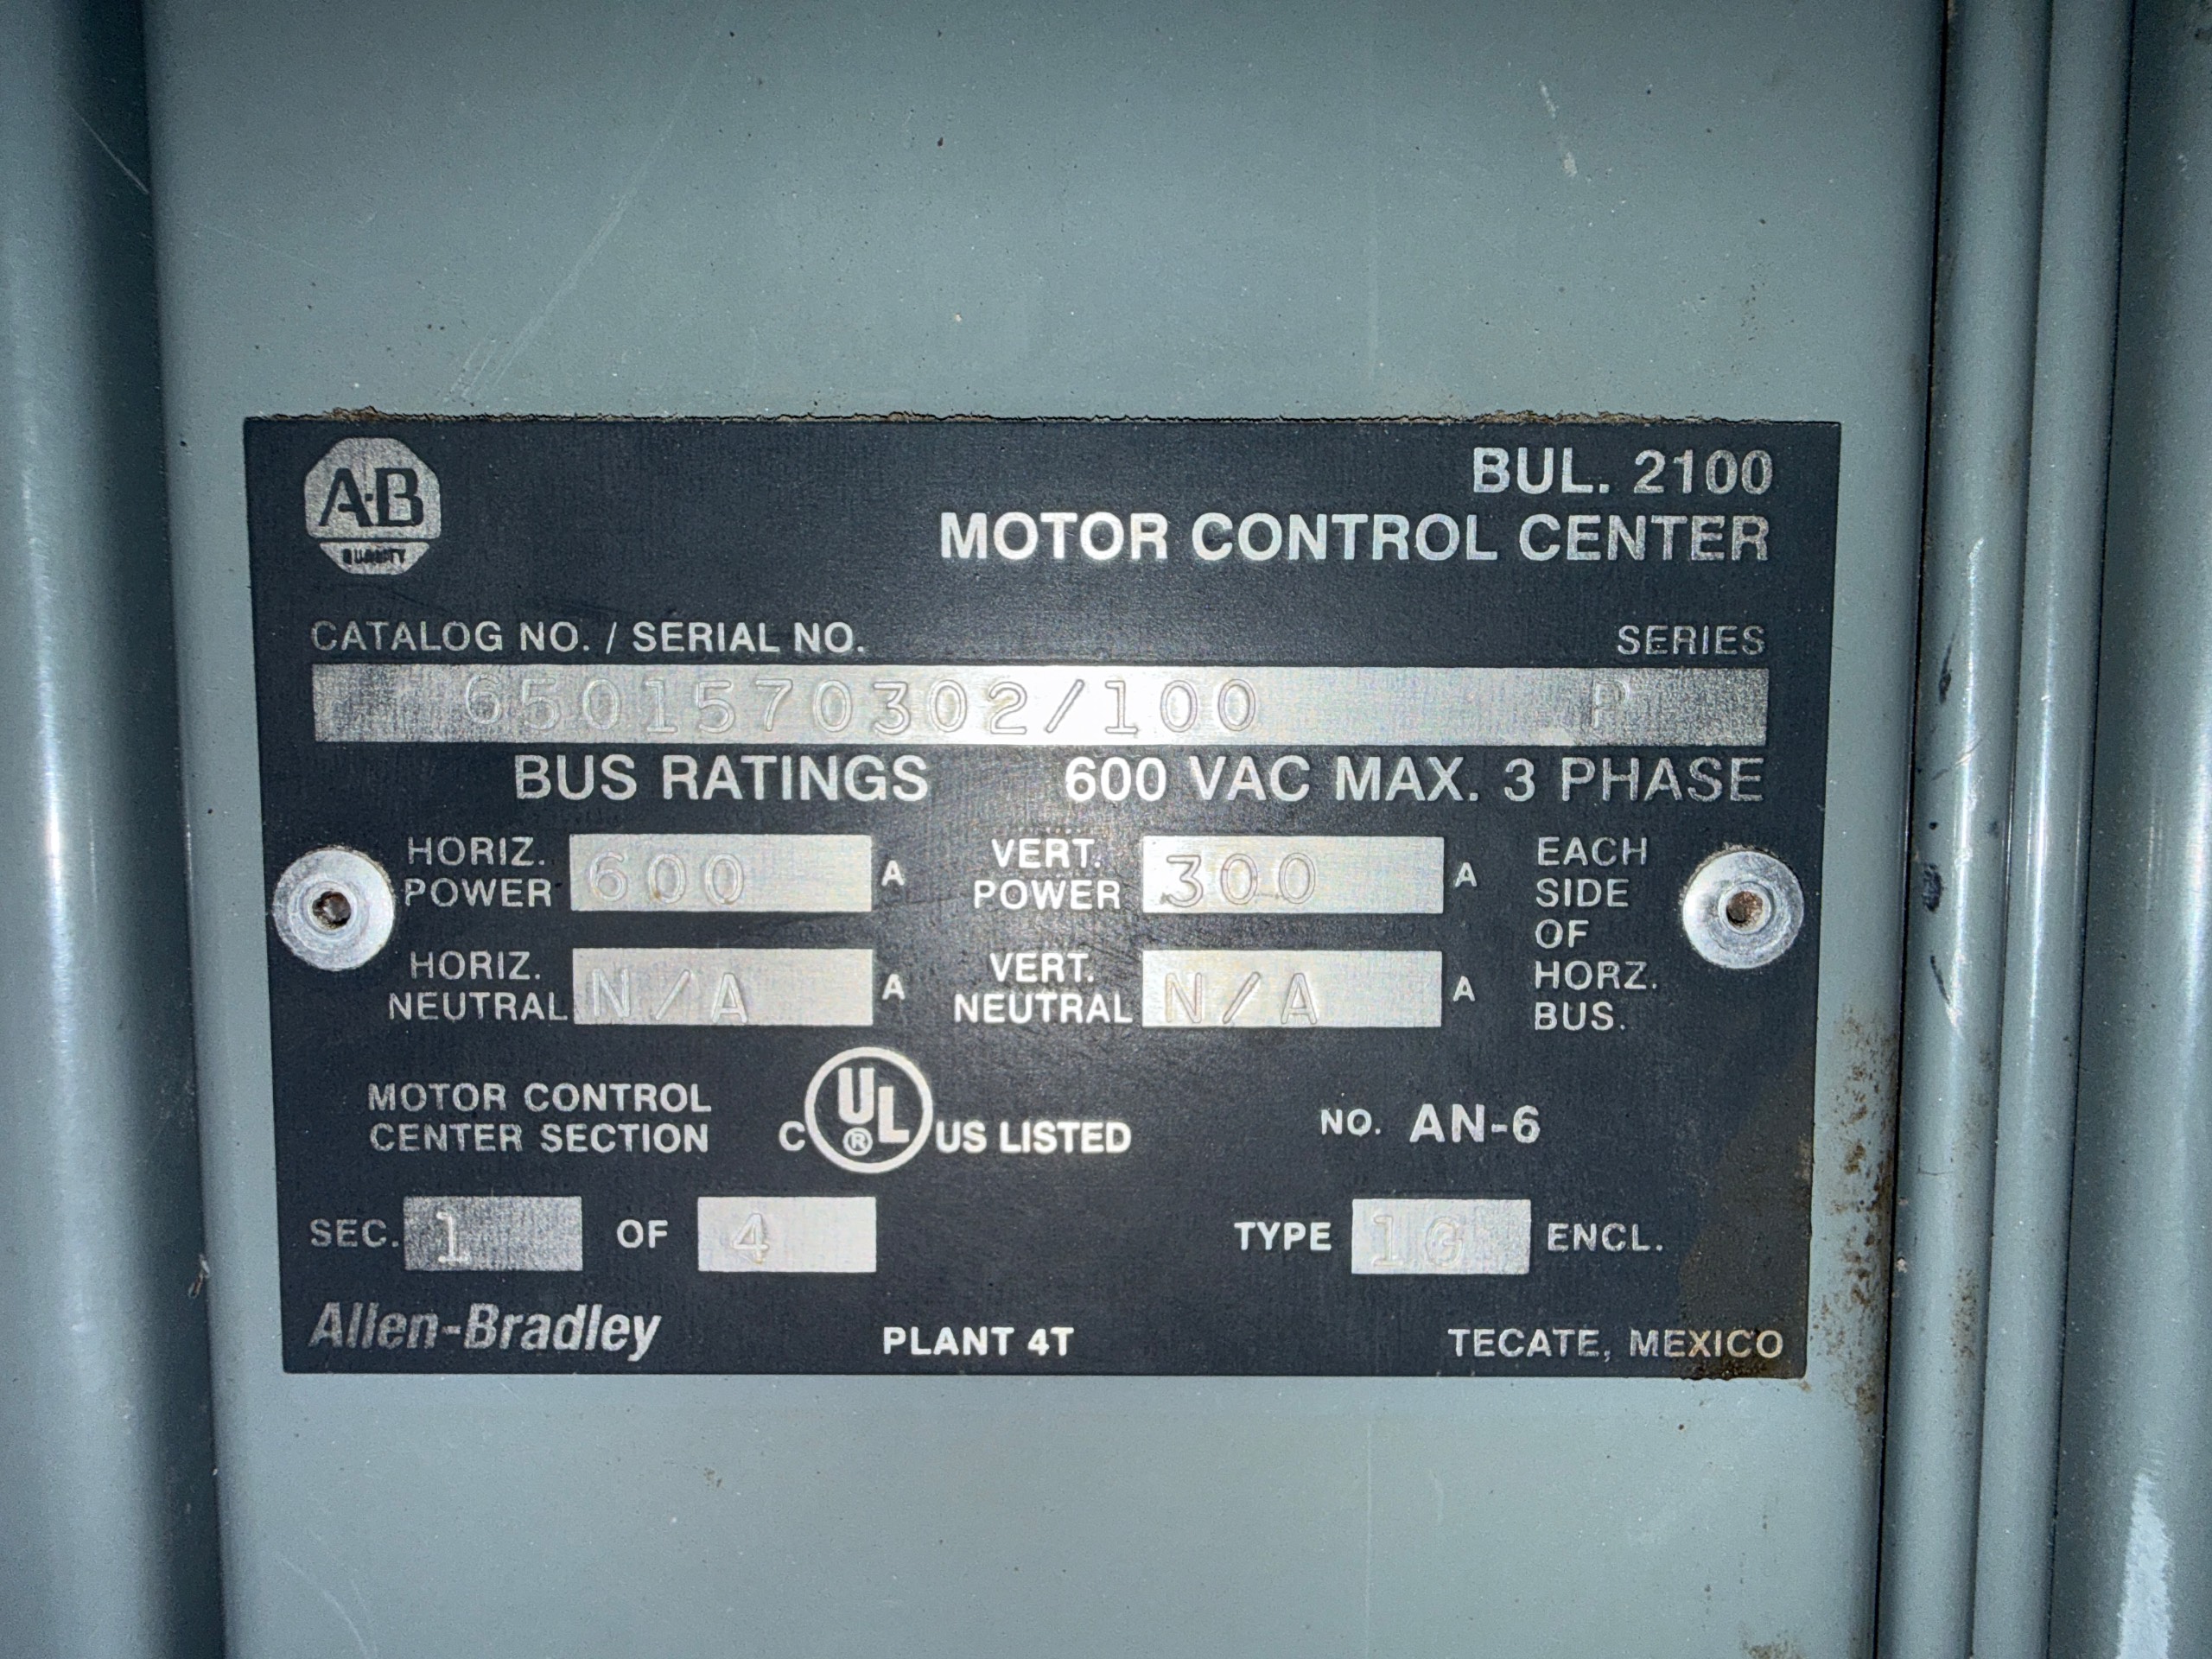 A-B
QUALITY
BUL. 2100
MOTOR CONTROL CENTER
CATALOG NO. / SERIAL NO. SERIES
6501570302/100 P
BUS RATINGS 600 VAC MAX. 3 PHASE
HORIZ. POWER 600 A VERT. POWER 300 A EACH SIDE OF HORZ. BUS.
HORIZ. NEUTRAL N/A A VERT. NEUTRAL N/A A
MOTOR CONTROL CENTER SECTION
C UL ® US LISTED
NO. AN-6
SEC. 1 OF 4 TYPE 1G ENCL.
Allen-Bradley PLANT 4T TECATE, MEXICO